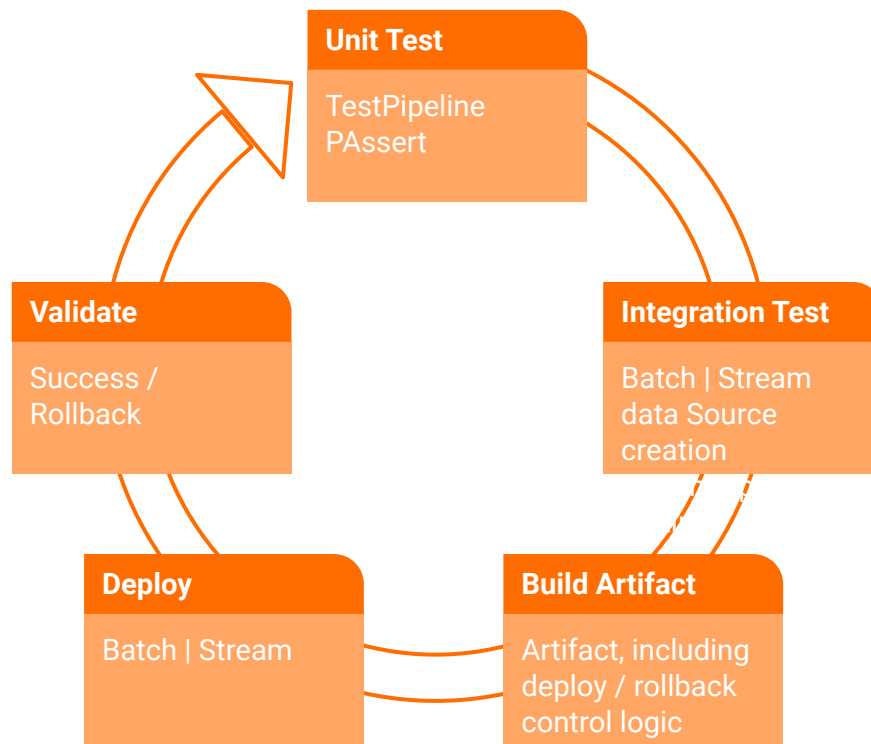 Unit Test
TestPipeline
PAssert
Integration Test
Batch | Stream
data Source
creation
Build Artifact
Artifact, including
deploy / rollback
control logic
Deploy
Batch | Stream
Validate
Success /
Rollback